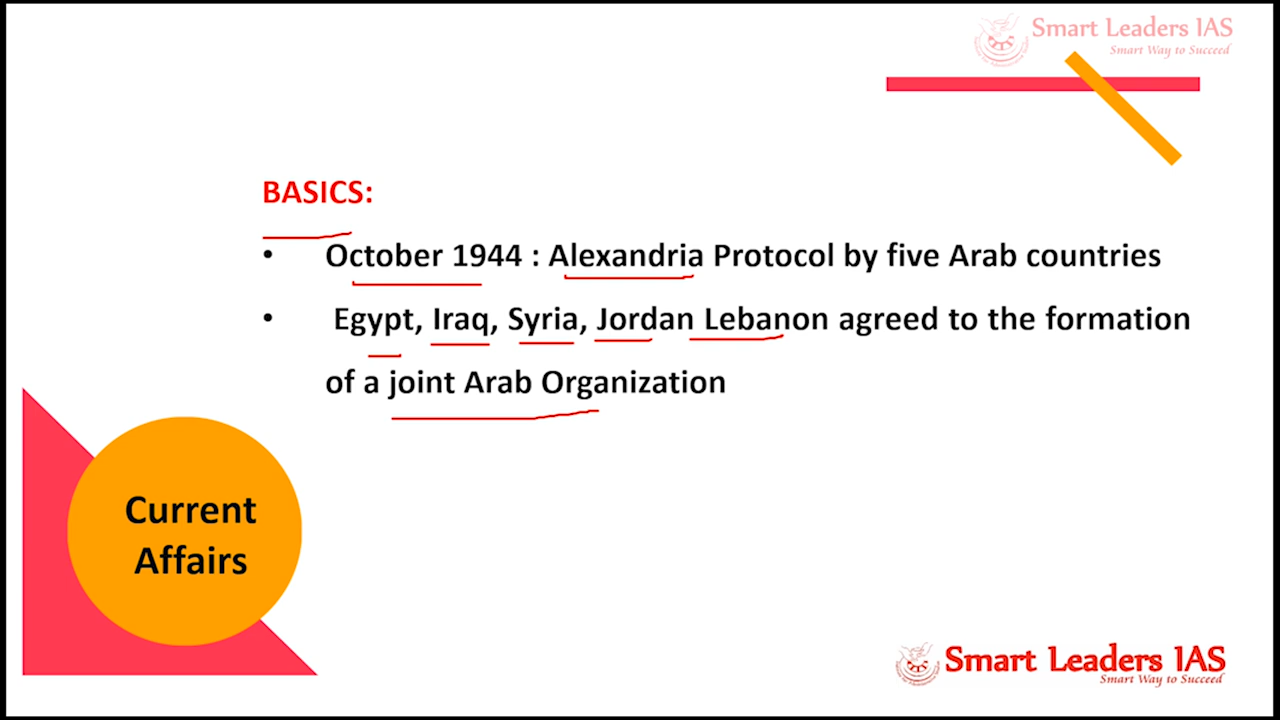 Smart Leaders IAS
Smart Way to Succeed
BASICS:
• October 1944 : Alexandria Protocol by five Arab countries
• Egypt, Iraq, Syria, Jordan Lebanon agreed to the formation
of a joint Arab Organization
Current
Affairs
Smart Leaders IAS
Smart Way to Succeed